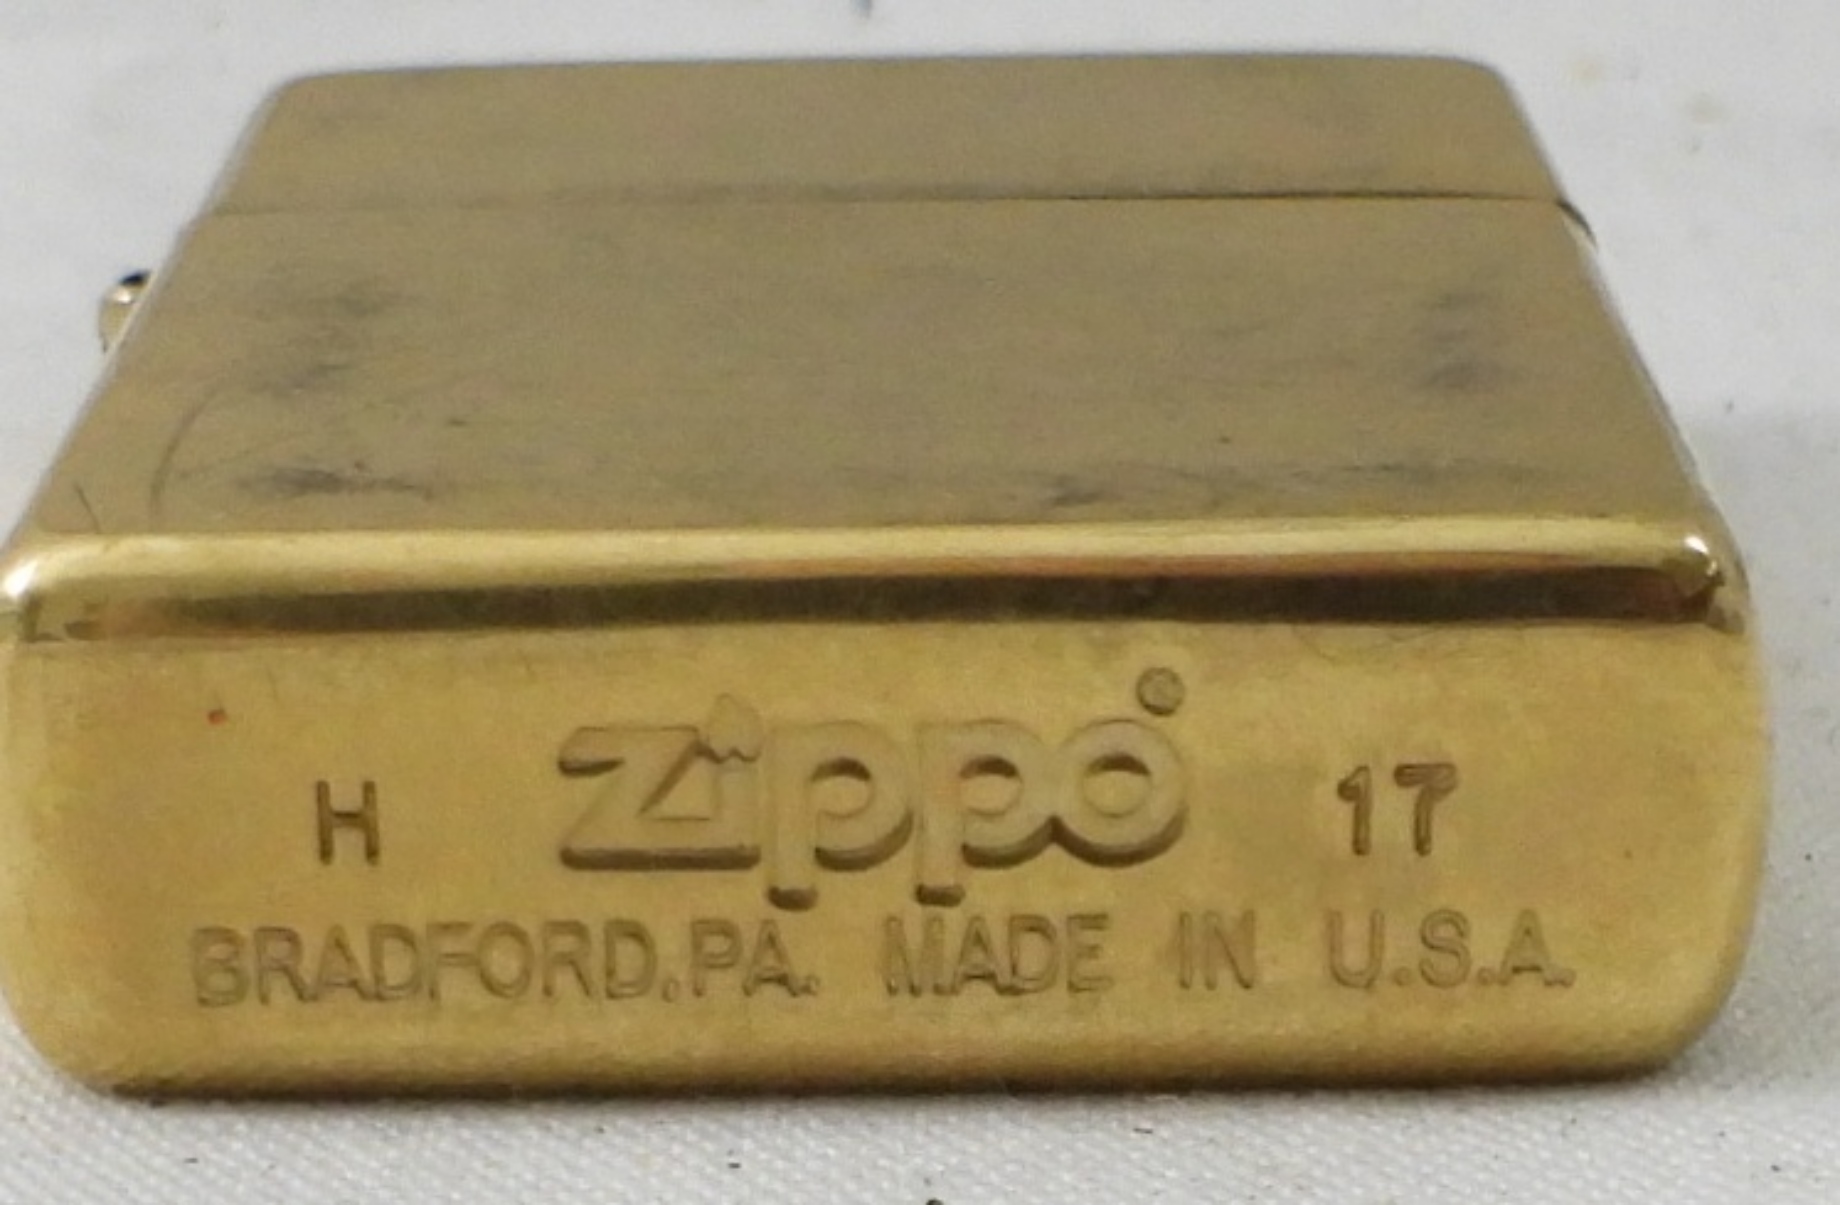 H Zippo® 17
BRADFORD,PA. MADE IN U.S.A.